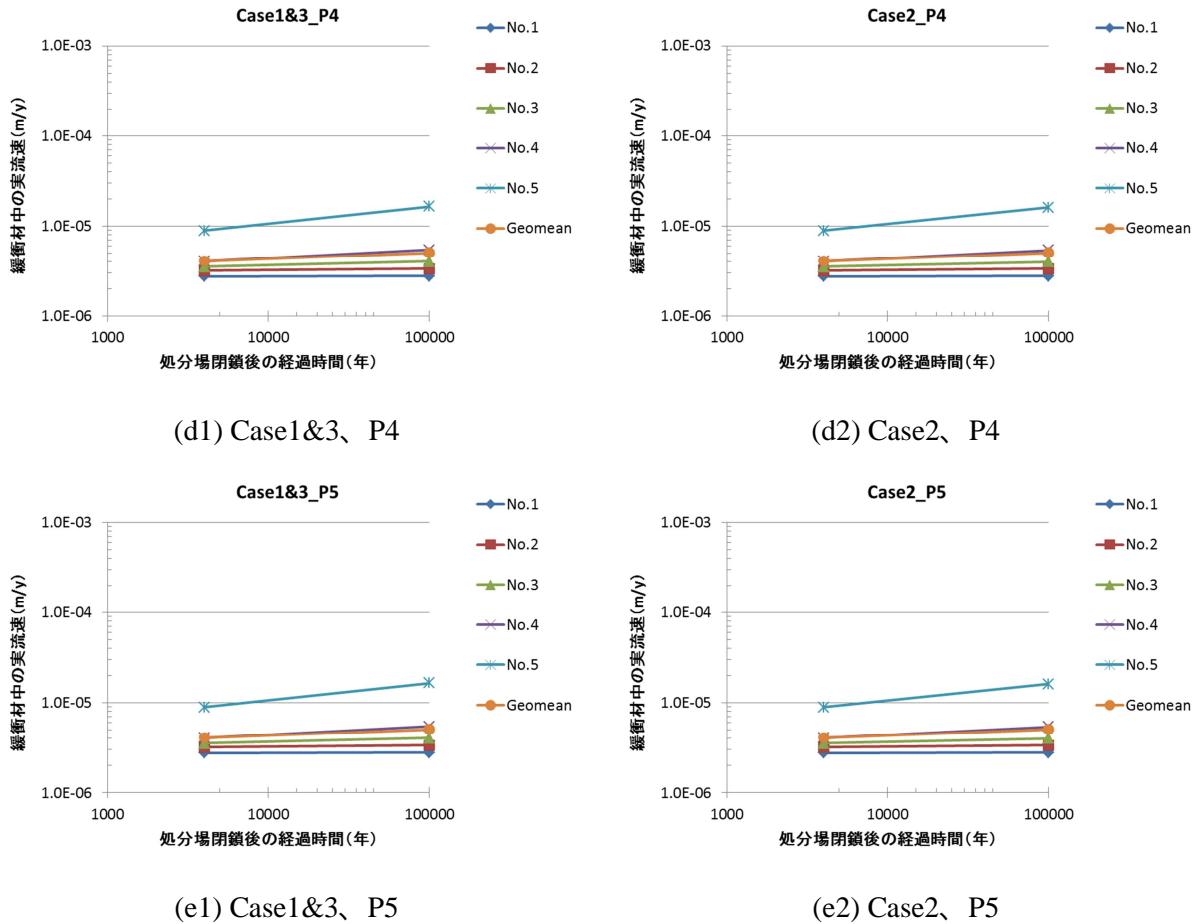 Case1&3_P4
緩衝材中の実流速(m/y)
1.0E-03
1.0E-04
1.0E-05
1.0E-06
1000
10000
100000
処分場閉鎖後の経過時間(年)
No.1
No.2
No.3
No.4
No.5
Geomean
(d1) Case1&3、P4
Case2_P4
緩衝材中の実流速(m/y)
1.0E-03
1.0E-04
1.0E-05
1.0E-06
1000
10000
100000
処分場閉鎖後の経過時間(年)
No.1
No.2
No.3
No.4
No.5
Geomean
(d2) Case2、P4
Case1&3_P5
緩衝材中の実流速(m/y)
1.0E-03
1.0E-04
1.0E-05
1.0E-06
1000
10000
100000
処分場閉鎖後の経過時間(年)
No.1
No.2
No.3
No.4
No.5
Geomean
(e1) Case1&3、P5
Case2_P5
緩衝材中の実流速(m/y)
1.0E-03
1.0E-04
1.0E-05
1.0E-06
1000
10000
100000
処分場閉鎖後の経過時間(年)
No.1
No.2
No.3
No.4
No.5
Geomean
(e2) Case2、P5